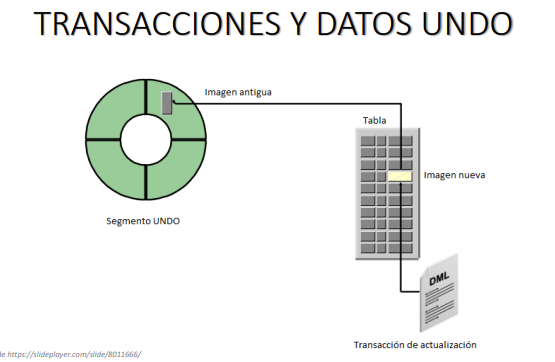 TRANSACCIONES Y DATOS UNDO
Imagen antigua
Tabla
Imagen nueva
Segmento UNDO
DML
Transacción de actualización
de https://slideplayer.com/slide/8011666/